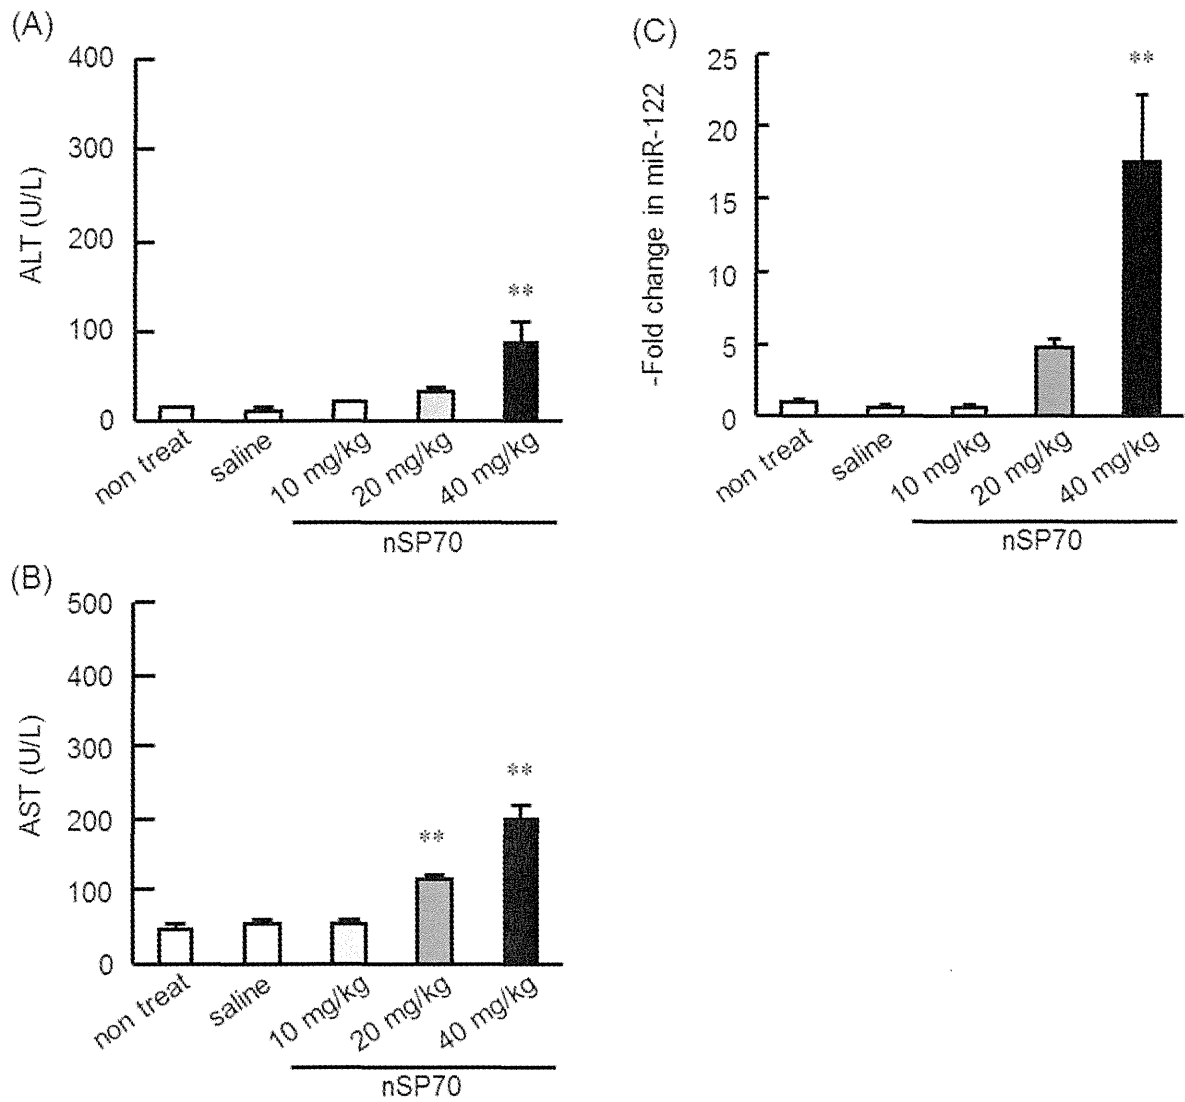 (A)
400
300
200
100
0
ALT (U/L)
**
non treat
saline
10 mg/kg
20 mg/kg
40 mg/kg
nSP70
(B)
500
400
300
200
100
0
AST (U/L)
**
**
non treat
saline
10 mg/kg
20 mg/kg
40 mg/kg
nSP70
(C)
25
20
15
10
5
0
-Fold change in miR-122
**
non treat
saline
10 mg/kg
20 mg/kg
40 mg/kg
nSP70